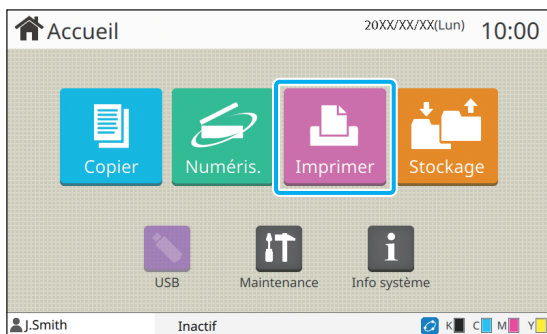 Accueil 20XX/XX/XX(Lun) 10:00
Copier Numéris. Imprimer Stockage
USB Maintenance Info système
J.Smith Inactif K C M Y